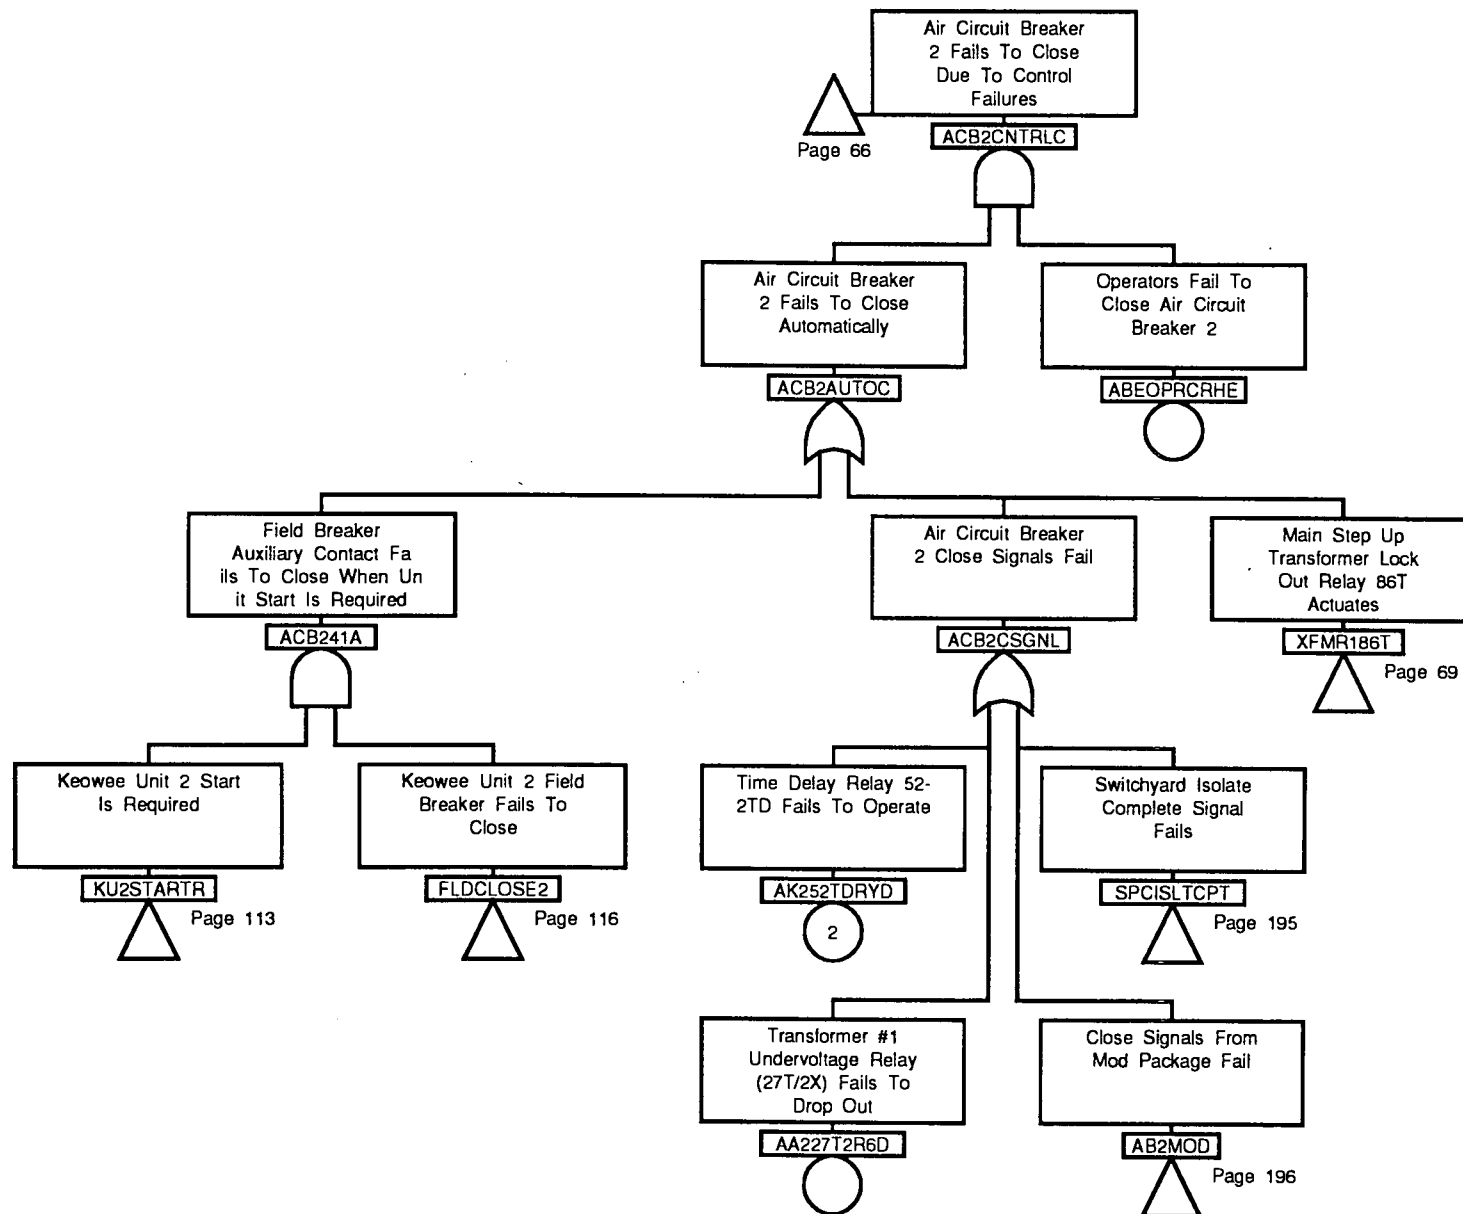 Air Circuit Breaker
2 Fails To Close
Due To Control
Failures
Page 66
ACB2CNTRLC
Air Circuit Breaker
2 Fails To Close
Automatically
ACB2AUTOC
Operators Fail To
Close Air Circuit
Breaker 2
ABEOPRCRHE
Field Breaker
Auxiliary Contact Fa
ils To Close When Un
it Start Is Required
ACB241A
Air Circuit Breaker
2 Close Signals Fail
ACB2CSGNL
Main Step Up
Transformer Lock
Out Relay 86T
Actuates
XFMR186T
Page 69
Keowee Unit 2 Start
Is Required
KU2STARTR
Page 113
Keowee Unit 2 Field
Breaker Fails To
Close
FLDCLOSE2
Page 116
Time Delay Relay 52-
2TD Fails To Operate
AK252TDRYD
2
Switchyard Isolate
Complete Signal
Fails
SPCISLTCPT
Page 195
Transformer #1
Undervoltage Relay
(27T/2X) Fails To
Drop Out
AA227T2R6D
Close Signals From
Mod Package Fail
AB2MOD
Page 196